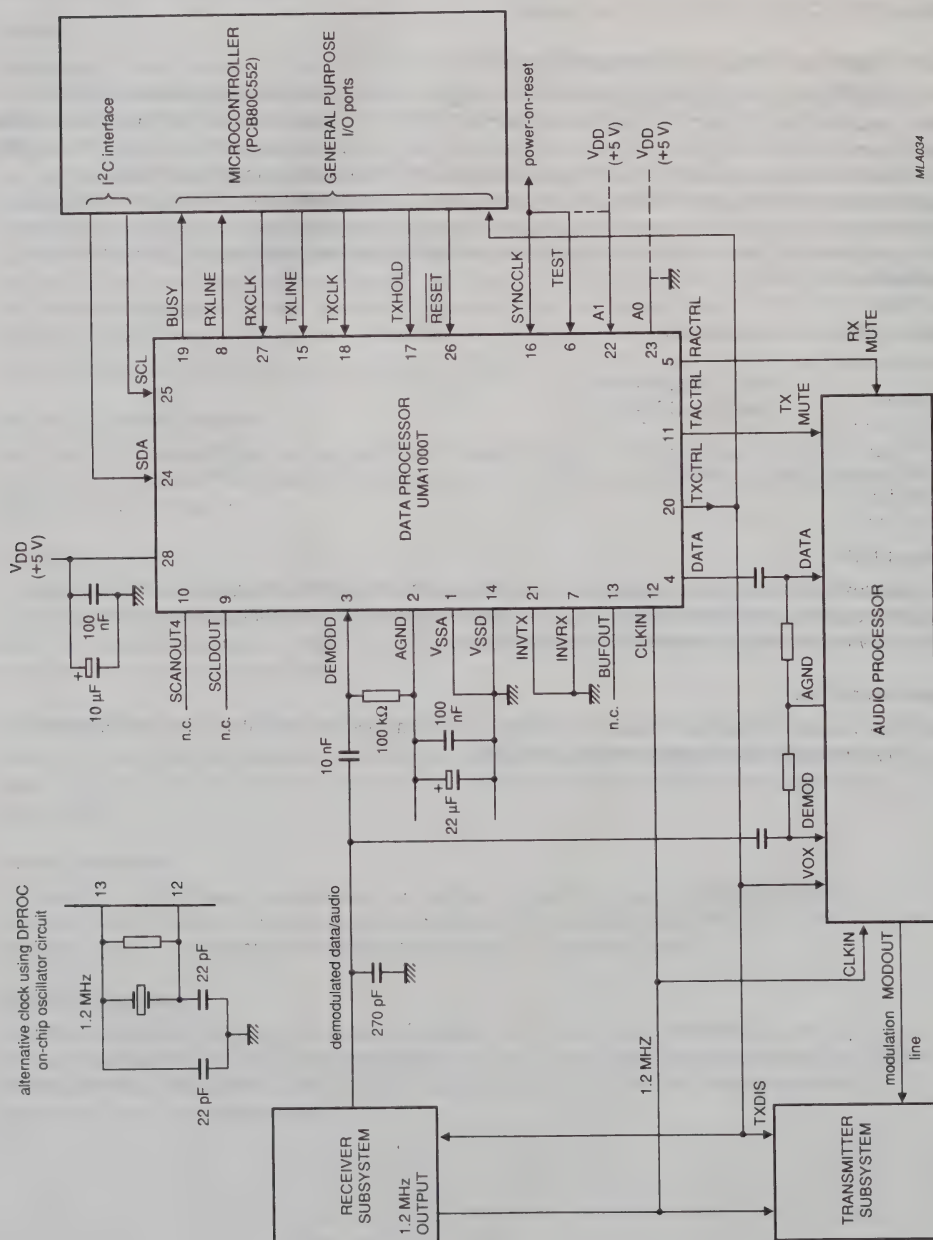 alternative clock using DPROC
on-chip oscillator circuit
1.2 MHz
13
12
22 pF
22 pF
V_DD
(+5 V)
10 µF
+
100
nF
n.c.
SCANOUT4
10
n.c.
SCLDOUT
9
28
SDA
24
SCL
25
I²C interface
MICROCONTROLLER
(PCB80C552)
GENERAL PURPOSE
I/O ports
BUSY
19
RXLINE
8
RXCLK
27
TXLINE
15
TXCLK
18
TXHOLD
17
RESET
26
power-on-reset
SYNCCLK
16
TEST
6
V_DD
(+5 V)
A1
22
V_DD
(+5 V)
A0
23
DATA PROCESSOR
UMA1000T
RECEIVER
SUBSYSTEM
1.2 MHz
OUTPUT
demodulated data/audio
270 pF
10 nF
DEMODD
3
100 kΩ
AGND
2
22 µF
+
100
nF
VSSA
1
VSSD
14
INVTX
21
INVRX
7
n.c.
BUFOUT
13
CLKIN
12
DATA
4
TXCTRL
20
TACTRL
11
RACTRL
5
1.2 MHZ
TXDIS
TRANSMITTER
SUBSYSTEM
modulation
line
MODOUT
CLKIN
VOX
DEMOD
AGND
DATA
TX
MUTE
RX
MUTE
AUDIO PROCESSOR
MLA034